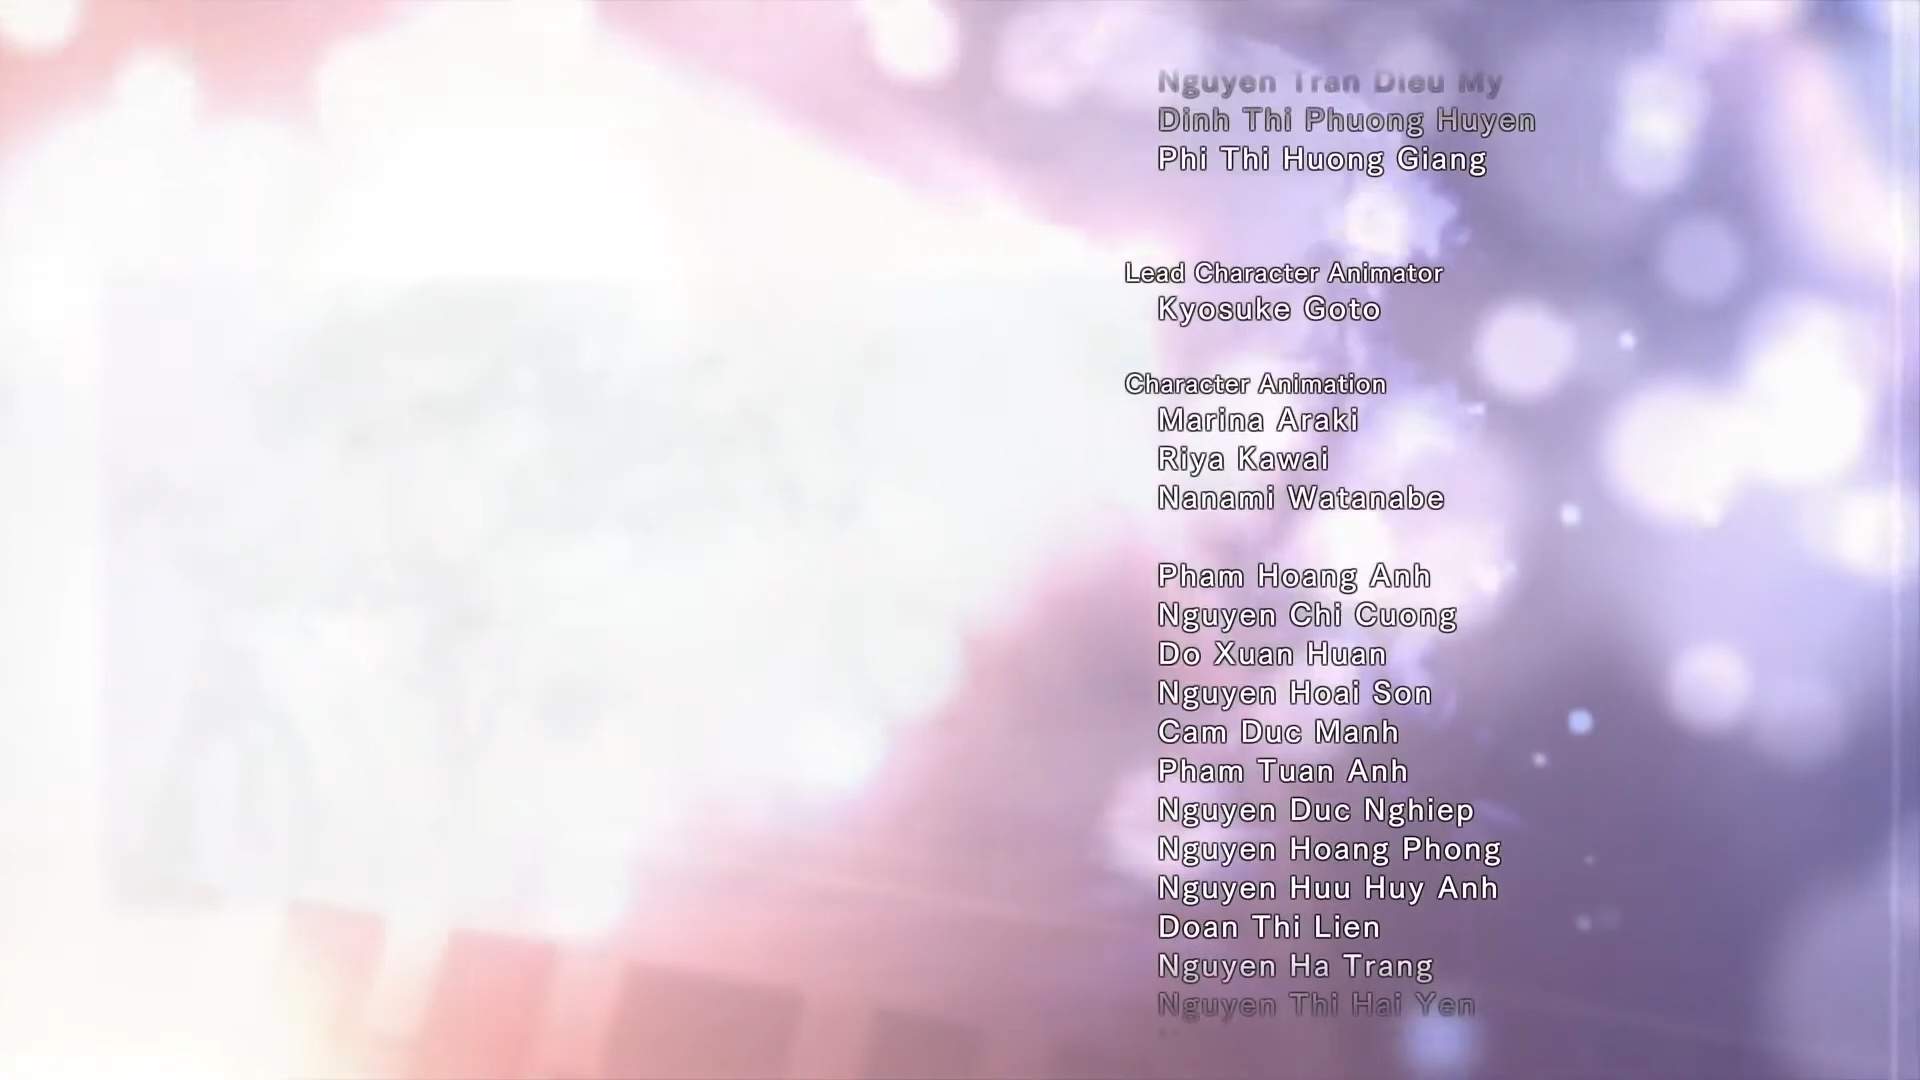 Nguyen Tran Dieu My
Dinh Thi Phuong Huyen
Phi Thi Huong Giang
Lead Character Animator
Kyosuke Goto
Character Animation
Marina Araki
Riya Kawai
Nanami Watanabe
Pham Hoang Anh
Nguyen Chi Cuong
Do Xuan Huan
Nguyen Hoai Son
Cam Duc Manh
Pham Tuan Anh
Nguyen Duc Nghiep
Nguyen Hoang Phong
Nguyen Huu Huy Anh
Doan Thi Lien
Nguyen Ha Trang
Nguyen Thi Hai Yen